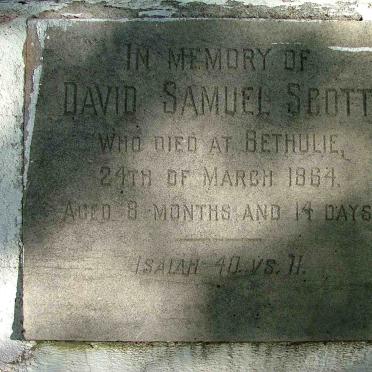 IN MEMORY OF
DAVID SAMUEL SCOTT
WHO DIED AT BETHULIE,
24TH OF MARCH 1864.
AGED 8 MONTHS AND 14 DAYS
ISAIAH 40. VS. 11.